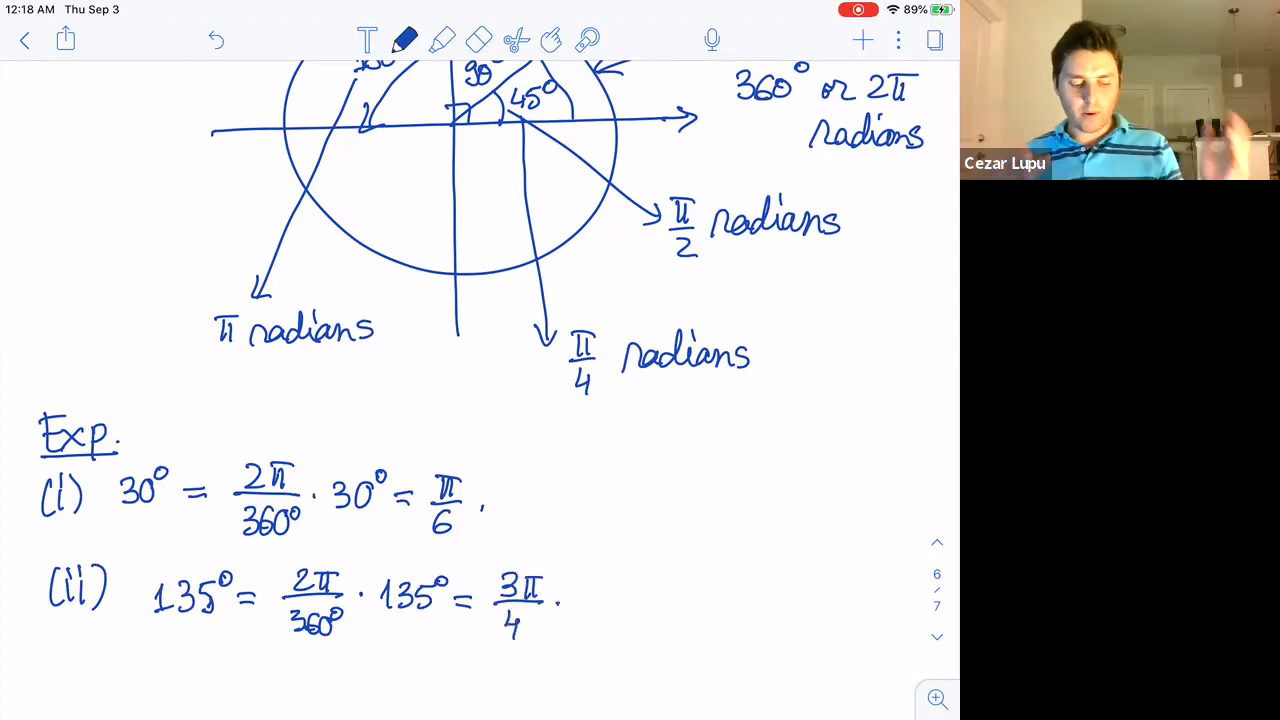 12:18 AM Thu Sep 3
89%
90°
45°
360° or 2π
radians
Cezar Lupu
π/2 radians
π radians
π/4 radians
Exp.
(i) 30° = 2π/360° · 30° = π/6 .
(ii) 135° = 2π/360° · 135° = 3π/4 .
6
/
7